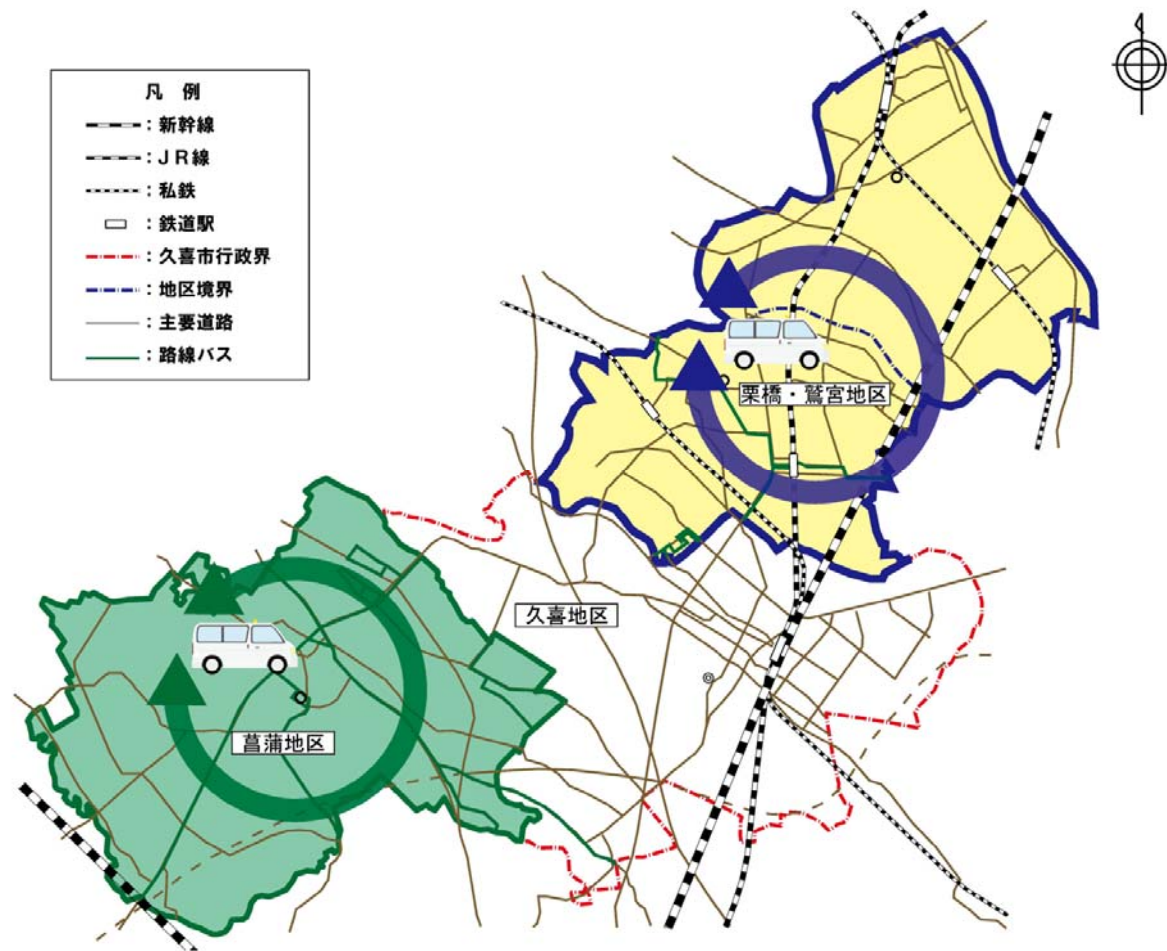 凡 例
：新幹線
：ＪＲ線
：私鉄
：鉄道駅
：久喜市行政界
：地区境界
：主要道路
：路線バス
栗橋・鷲宮地区
久喜地区
菖蒲地区